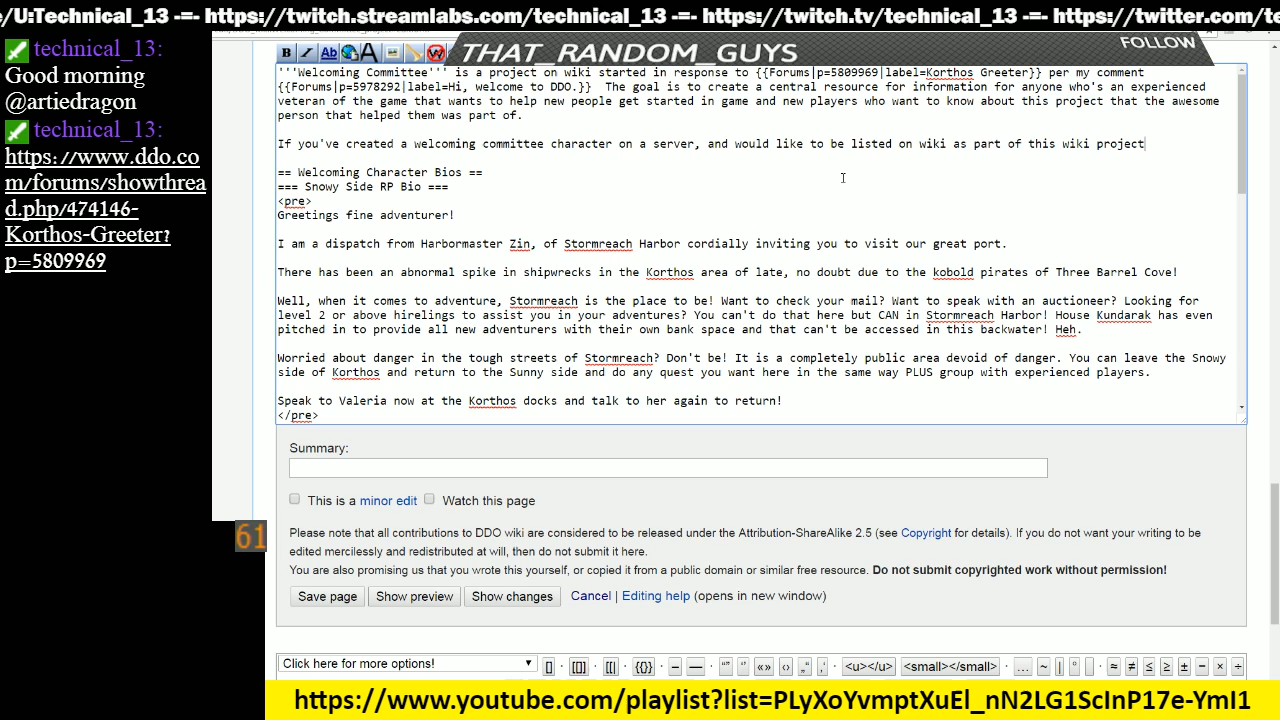 e/U:Technical_13 -=- https://twitch.streamlabs.com/technical_13 -=- https://twitch.tv/technical_13 -=- https://twitter.com/te
technical_13:
Good morning
@artiedragon
technical_13:
https://www.ddo.co
m/forums/showthrea
d.php/474146-
Korthos-Greeter?
p=5809969
THAT_RANDOM_GUYS
FOLLOW
B I Ab A W
'''Welcoming Committee''' is a project on wiki started in response to {{Forums|p=5809969|label=Korthos Greeter}} per my comment
{{Forums|p=5978292|label=Hi, welcome to DDO.}}  The goal is to create a central resource for information for anyone who's an experienced
veteran of the game that wants to help new people get started in game and new players who want to know about this project that the awesome
person that helped them was part of.
If you've created a welcoming committee character on a server, and would like to be listed on wiki as part of this wiki project
== Welcoming Character Bios ==
=== Snowy Side RP Bio ===
<pre>
Greetings fine adventurer!
I am a dispatch from Harbormaster Zin, of Stormreach Harbor cordially inviting you to visit our great port.
There has been an abnormal spike in shipwrecks in the Korthos area of late, no doubt due to the kobold pirates of Three Barrel Cove!
Well, when it comes to adventure, Stormreach is the place to be! Want to check your mail? Want to speak with an auctioneer? Looking for
level 2 or above hirelings to assist you in your adventures? You can't do that here but CAN in Stormreach Harbor! House Kundarak has even
pitched in to provide all new adventurers with their own bank space and that can't be accessed in this backwater! Heh.
Worried about danger in the tough streets of Stormreach? Don't be! It is a completely public area devoid of danger. You can leave the Snowy
side of Korthos and return to the Sunny side and do any quest you want here in the same way PLUS group with experienced players.
Speak to Valeria now at the Korthos docks and talk to her again to return!
</pre>
Summary:
This is a minor edit Watch this page
61
Please note that all contributions to DDO wiki are considered to be released under the Attribution-ShareAlike 2.5 (see Copyright for details). If you do not want your writing to be
edited mercilessly and redistributed at will, then do not submit it here.
You are also promising us that you wrote this yourself, or copied it from a public domain or similar free resource. Do not submit copyrighted work without permission!
Save page Show preview Show changes Cancel | Editing help (opens in new window)
Click here for more options! [] · [[]] · [[| · {{}} · – — · “” ‘’ «» ‹› „“ ‚‘ · <u></u> · <small></small> · … ~ | ° · ≈ ≠ ≤ ≥ ± − × ÷
https://www.youtube.com/playlist?list=PLyXoYvmptXuEl_nN2LG1ScInP17e-YmI1